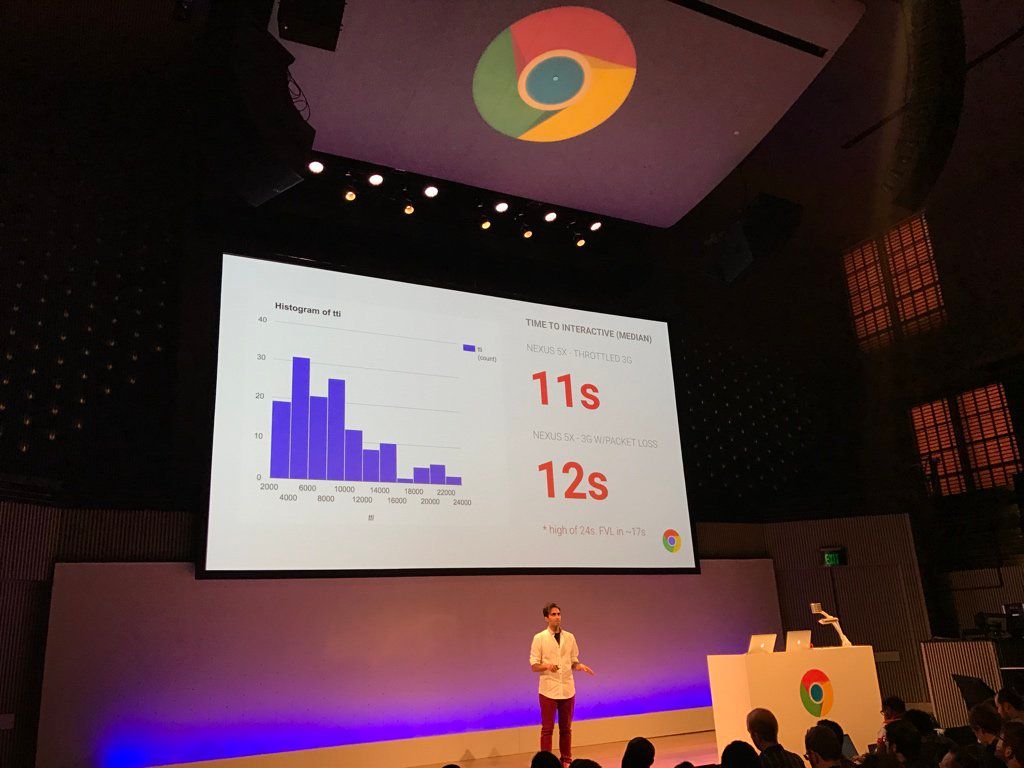 Histogram of tti
40
30
20
10
0
tti
(count)
2000
4000
6000
8000
10000
12000
14000
16000
18000
20000
22000
24000
tti
TIME TO INTERACTIVE (MEDIAN)
NEXUS 5X - THROTTLED 3G
11s
NEXUS 5X - 3G W/PACKET LOSS
12s
* high of 24s. FVL in ~17s
EXIT